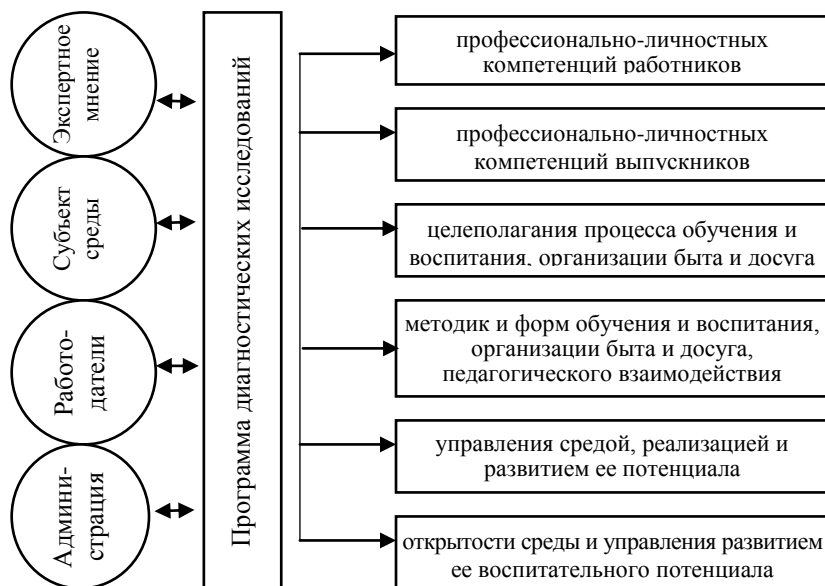 Экспертное
мнение
Субъект
среды
Работо-
датели
Админи-
страция
Программа диагностических исследований
профессионально-личностных
компетенций работников
профессионально-личностных
компетенций выпускников
целеполагания процесса обучения и
воспитания, организации быта и досуга
методик и форм обучения и воспитания,
организации быта и досуга,
педагогического взаимодействия
управления средой, реализацией и
развитием ее потенциала
открытости среды и управления развитием
ее воспитательного потенциала